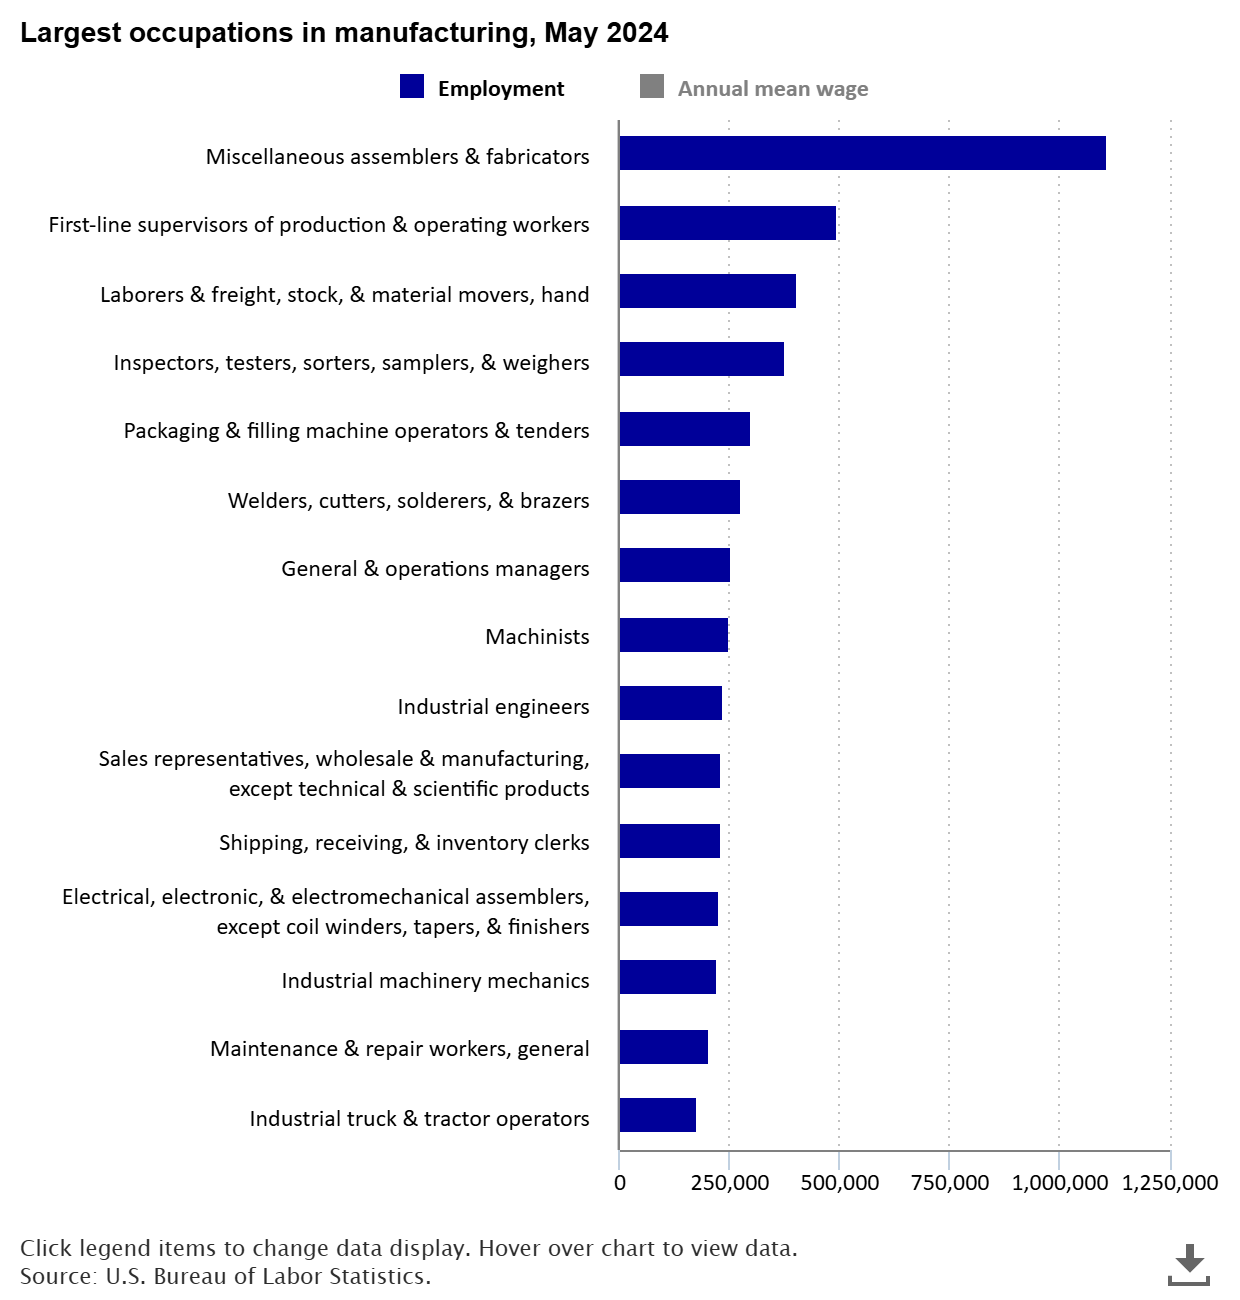 Largest occupations in manufacturing, May 2024
Employment
Annual mean wage
Miscellaneous assemblers & fabricators
First-line supervisors of production & operating workers
Laborers & freight, stock, & material movers, hand
Inspectors, testers, sorters, samplers, & weighers
Packaging & filling machine operators & tenders
Welders, cutters, solderers, & brazers
General & operations managers
Machinists
Industrial engineers
Sales representatives, wholesale & manufacturing,
except technical & scientific products
Shipping, receiving, & inventory clerks
Electrical, electronic, & electromechanical assemblers,
except coil winders, tapers, & finishers
Industrial machinery mechanics
Maintenance & repair workers, general
Industrial truck & tractor operators
0 250,000 500,000 750,000 1,000,000 1,250,000
Click legend items to change data display. Hover over chart to view data.
Source: U.S. Bureau of Labor Statistics.